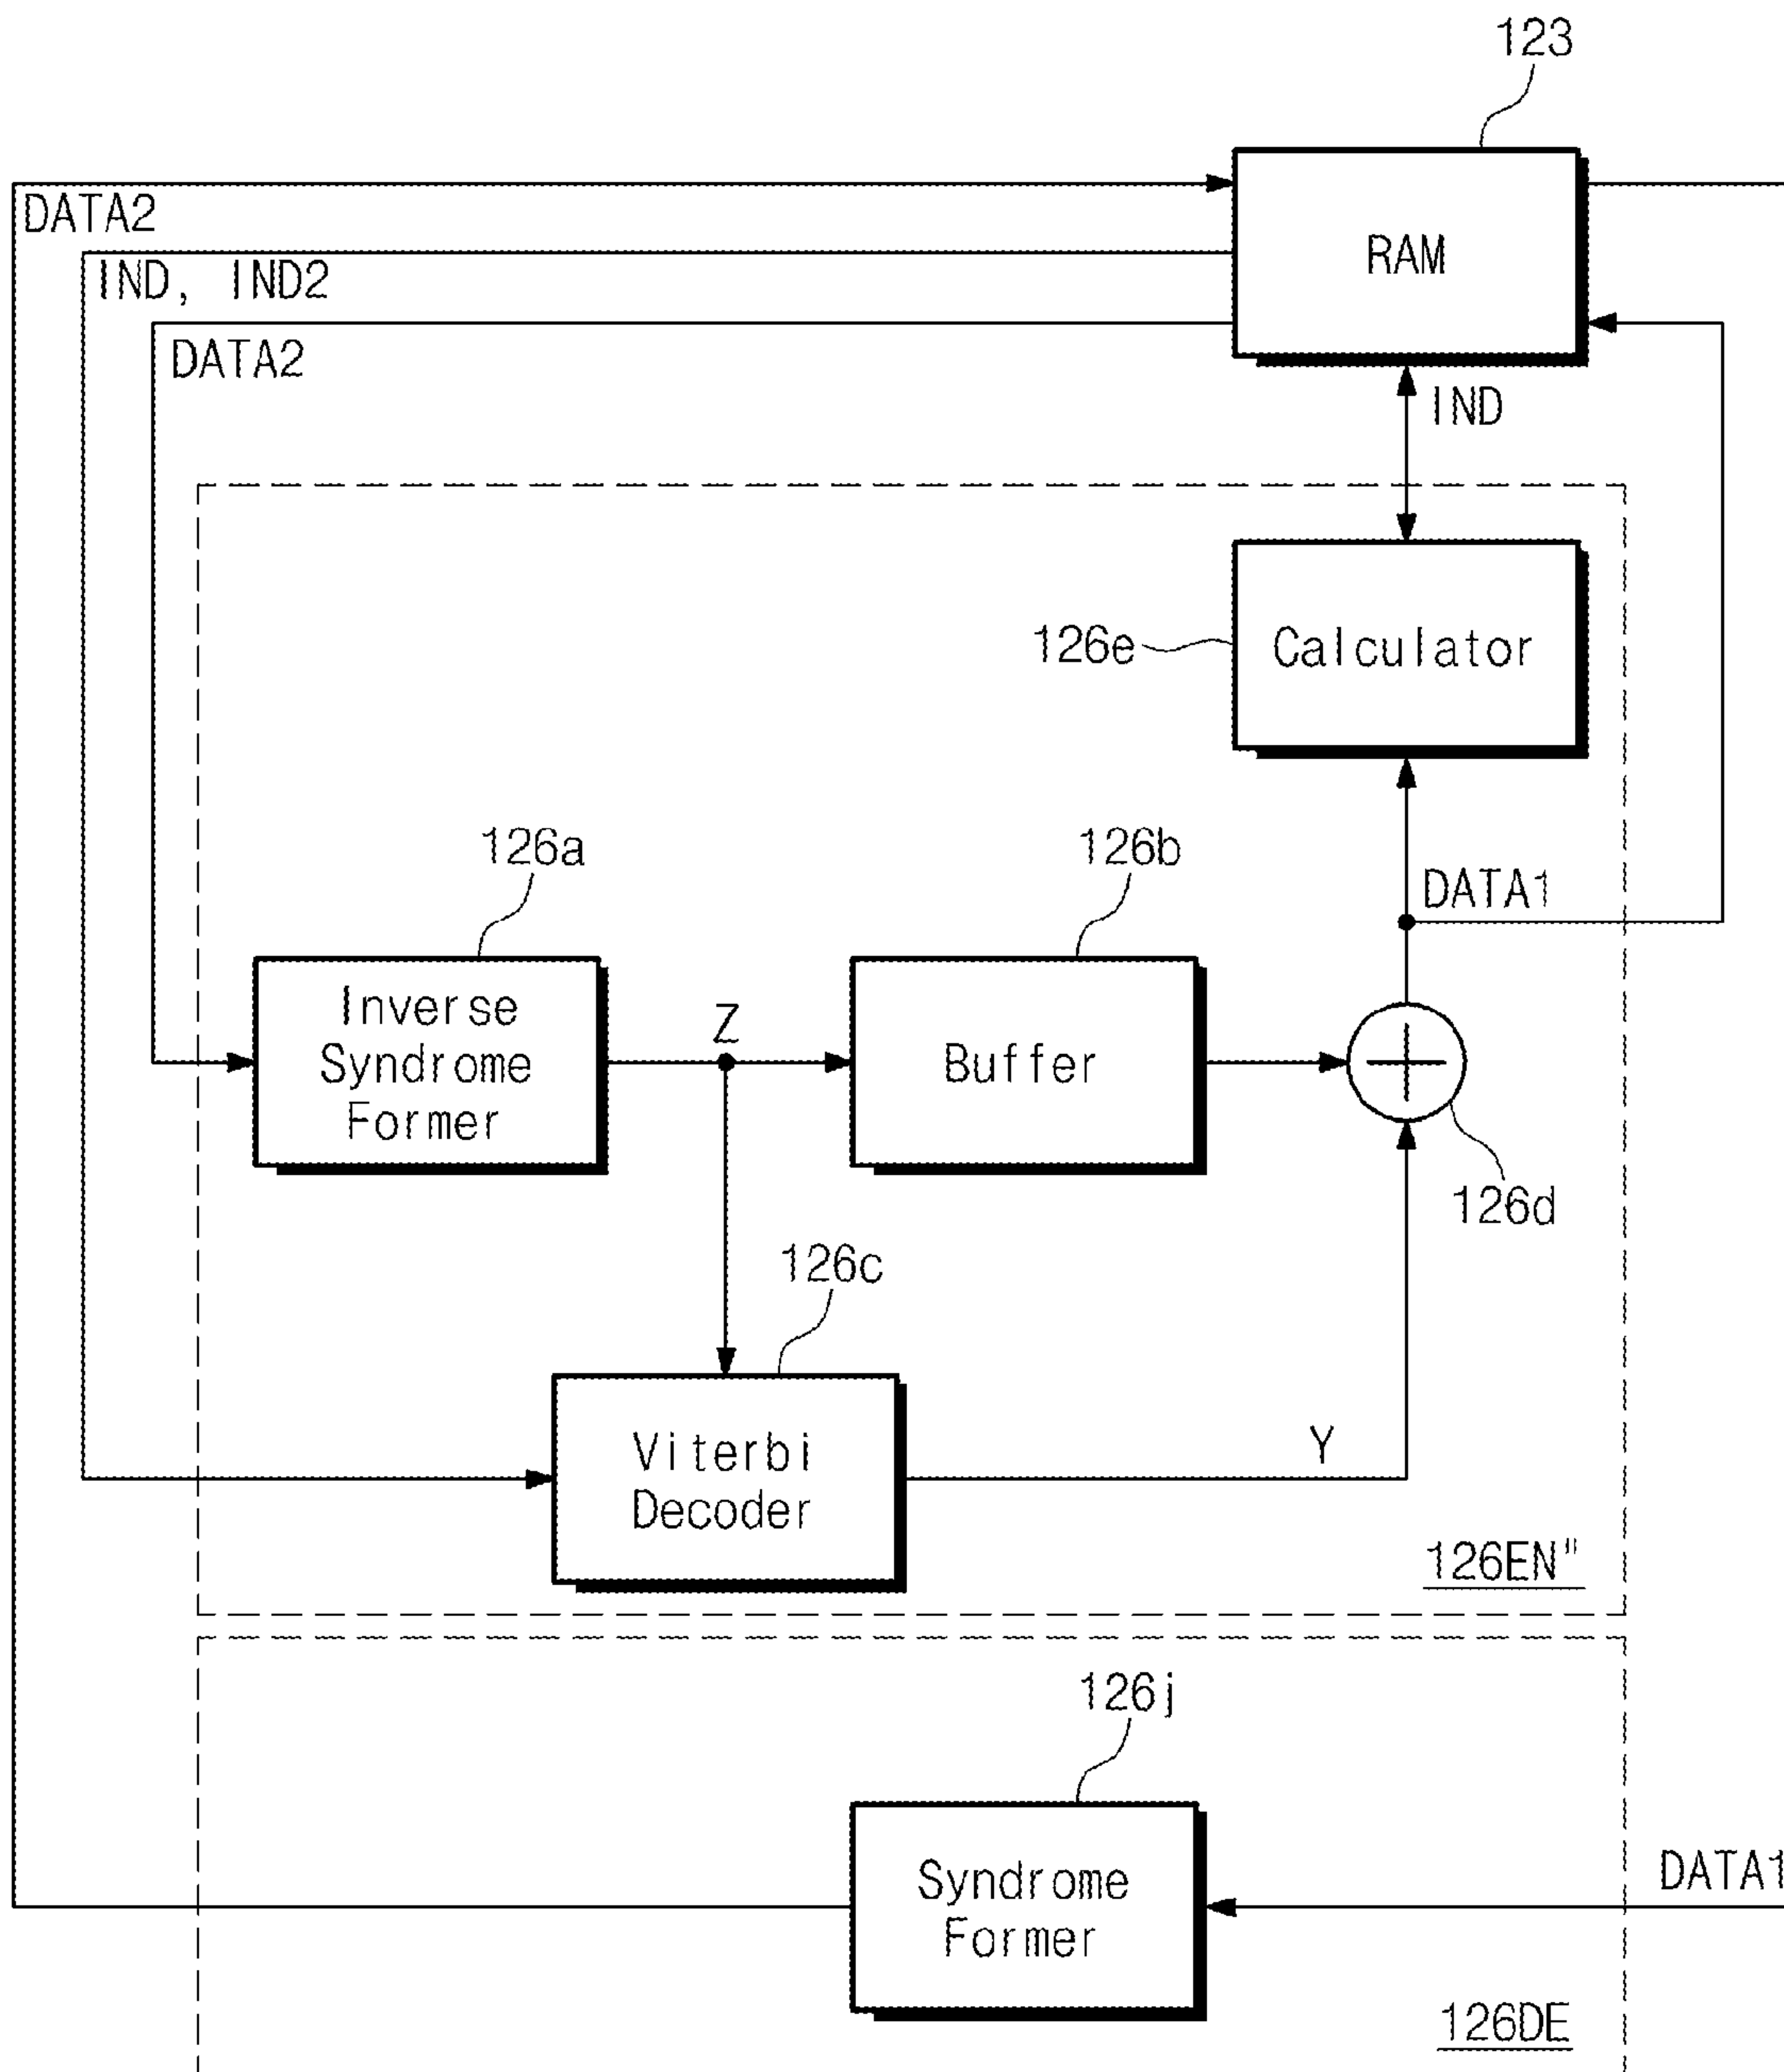 123
DATA2
RAM
IND, IND2
DATA2
IND
126e
Calculator
126a
126b
DATA1
Inverse
Syndrome
Former
Z
Buffer
126d
126c
Viterbi
Decoder
Y
126EN"
126j
Syndrome
Former
DATA1
126DE